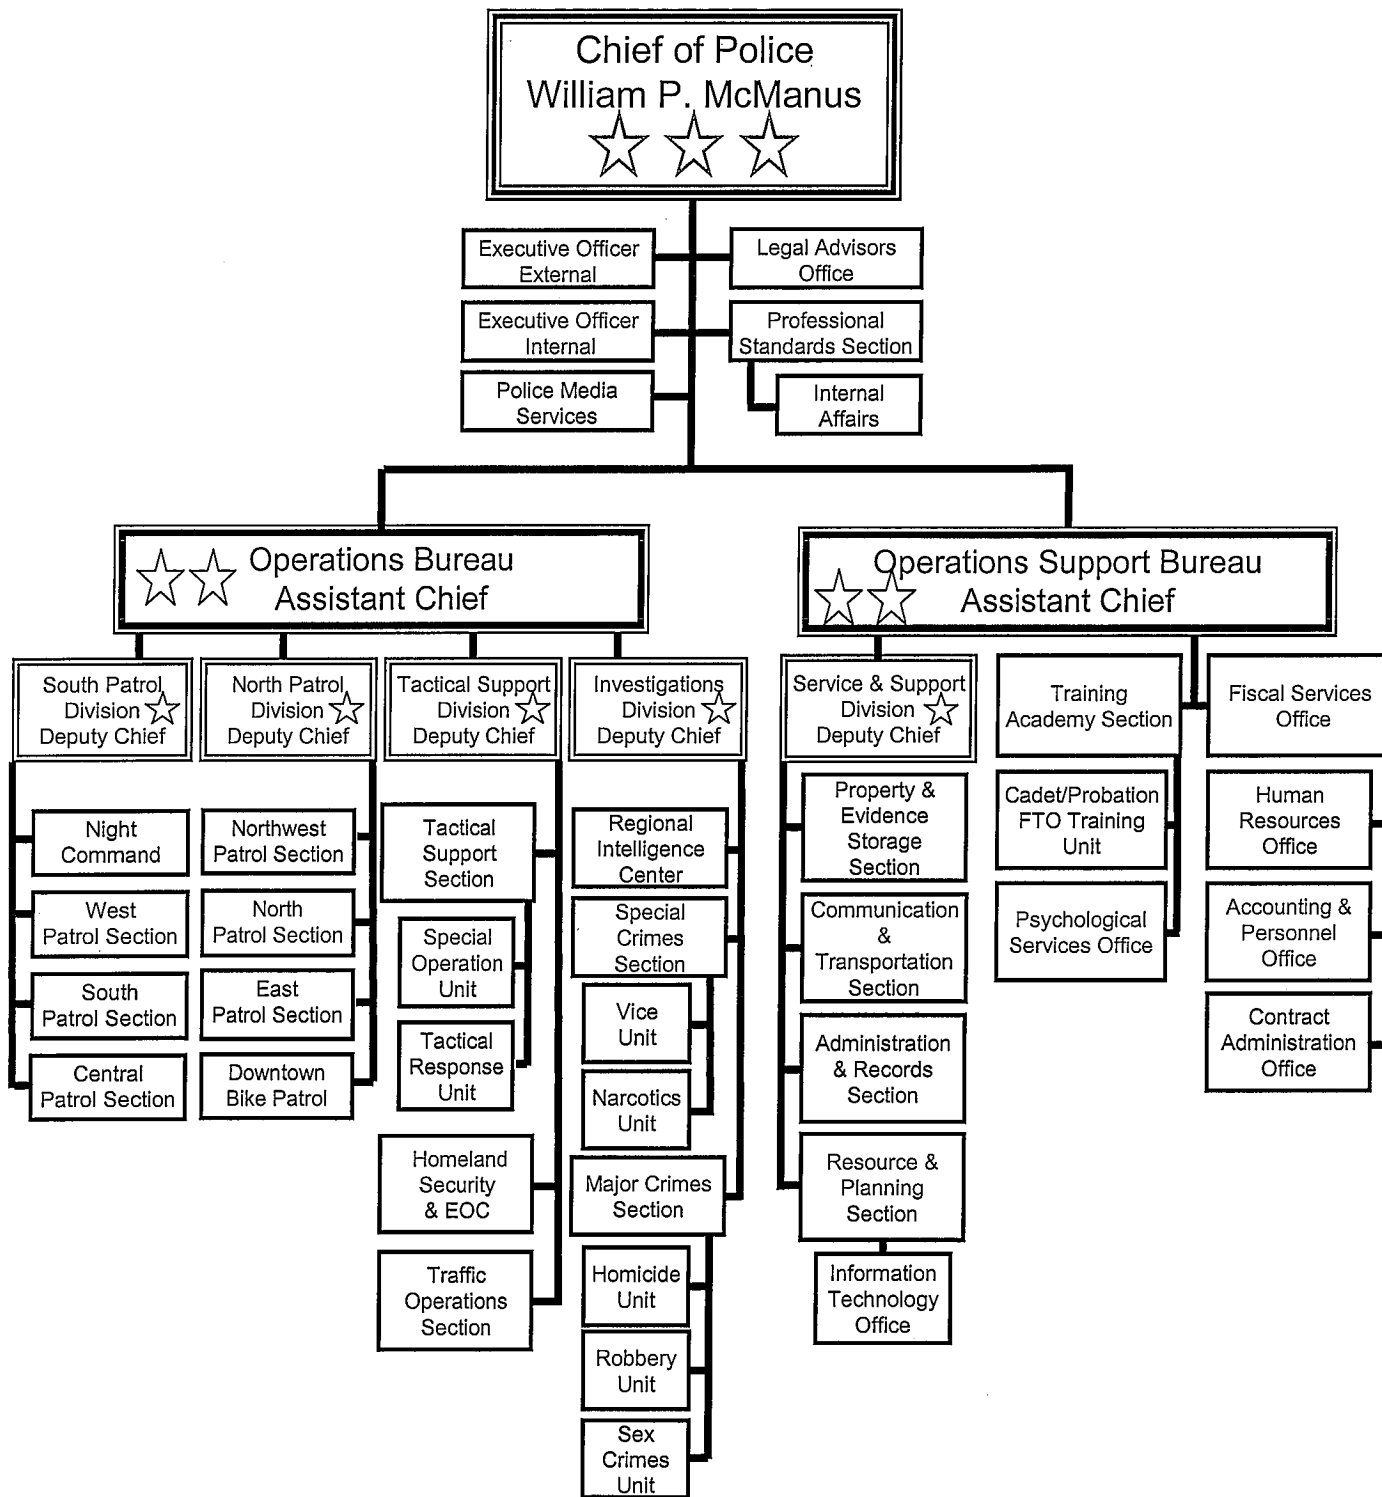 Chief of Police
William P. McManus
Executive Officer
External
Legal Advisors
Office
Executive Officer
Internal
Professional
Standards Section
Police Media
Services
Internal
Affairs
Operations Bureau
Assistant Chief
Operations Support Bureau
Assistant Chief
South Patrol
Division
Deputy Chief
North Patrol
Division
Deputy Chief
Tactical Support
Division
Deputy Chief
Investigations
Division
Deputy Chief
Service & Support
Division
Deputy Chief
Training
Academy Section
Fiscal Services
Office
Night
Command
West
Patrol Section
South
Patrol Section
Central
Patrol Section
Northwest
Patrol Section
North
Patrol Section
East
Patrol Section
Downtown
Bike Patrol
Tactical
Support
Section
Special
Operation
Unit
Tactical
Response
Unit
Homeland
Security
& EOC
Traffic
Operations
Section
Regional
Intelligence
Center
Special
Crimes
Section
Vice
Unit
Narcotics
Unit
Major Crimes
Section
Homicide
Unit
Robbery
Unit
Sex
Crimes
Unit
Property &
Evidence
Storage
Section
Communication
&
Transportation
Section
Administration
& Records
Section
Resource &
Planning
Section
Information
Technology
Office
Cadet/Probation
FTO Training
Unit
Psychological
Services Office
Human
Resources
Office
Accounting &
Personnel
Office
Contract
Administration
Office